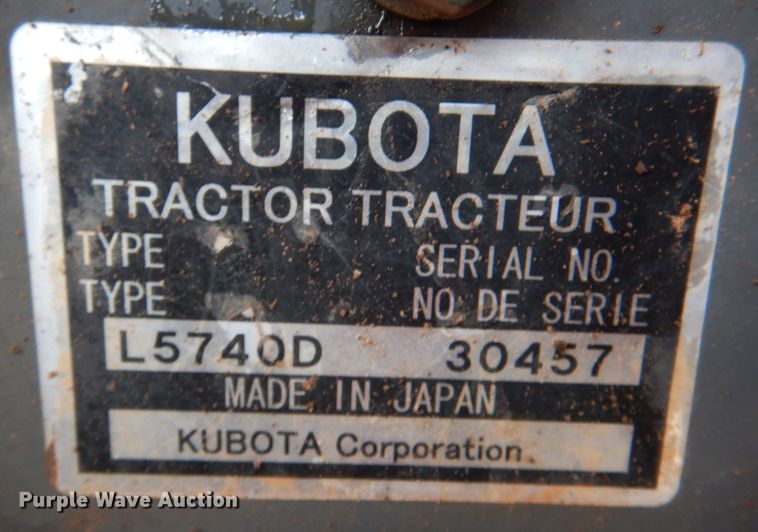 KUBOTA
TRACTOR TRACTEUR
TYPE SERIAL NO.
TYPE NO DE SERIE
L5740D 30457
MADE IN JAPAN
KUBOTA Corporation
Purple Wave Auction